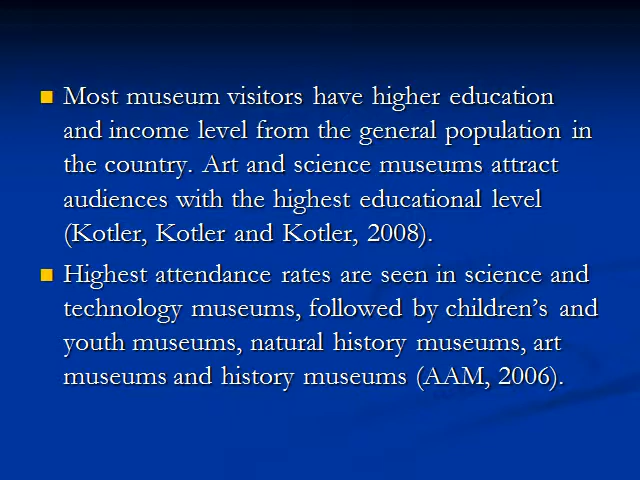 Most museum visitors have higher education
and income level from the general population in
the country. Art and science museums attract
audiences with the highest educational level
(Kotler, Kotler and Kotler, 2008).
Highest attendance rates are seen in science and
technology museums, followed by children’s and
youth museums, natural history museums, art
museums and history museums (AAM, 2006).